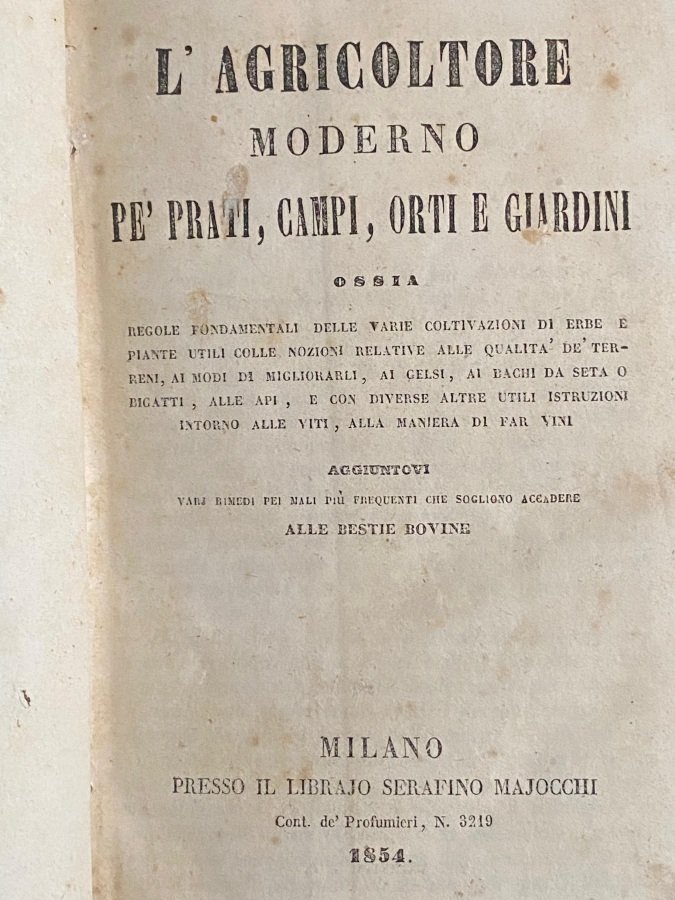 L' AGRICOLTORE
MODERNO
PE' PRATI, CAMPI, ORTI E GIARDINI
OSSIA
REGOLE FONDAMENTALI DELLE VARIE COLTIVAZIONI DI ERBE E
PIANTE UTILI COLLE NOZIONI RELATIVE ALLE QUALITA' DE' TER-
RENI, AI MODI DI MIGLIORARLI, AI GELSI, AI BACHI DA SETA O
BIGATTI, ALLE API, E CON DIVERSE ALTRE UTILI ISTRUZIONI
INTORNO ALLE VITI, ALLA MANIERA DI FAR VINI
AGGIUNTOVI
VARJ RIMEDI PEI MALI PIÙ FREQUENTI CHE SOGLIONO ACCADERE
ALLE BESTIE BOVINE
MILANO
PRESSO IL LIBRAJO SERAFINO MAJOCCHI
Cont. de' Profumieri, N. 3219
1854.